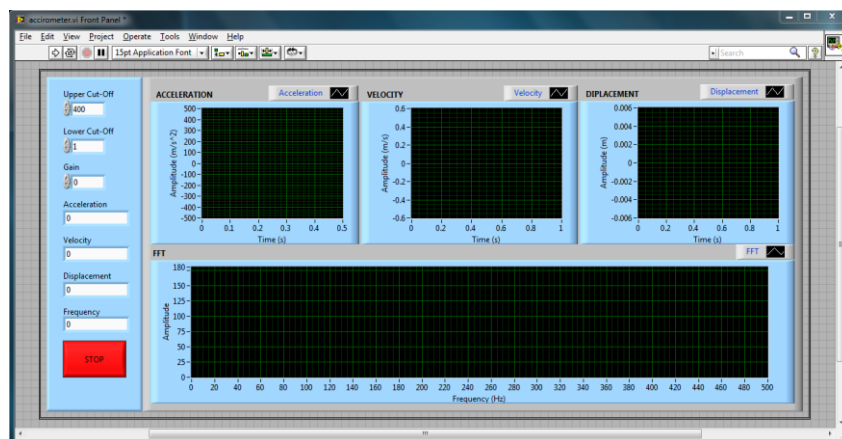 accirometer.vi Front Panel *
File Edit View Project Operate Tools Window Help
15pt Application Font
Search
Upper Cut-Off
400
Lower Cut-Off
1
Gain
0
Acceleration
0
Velocity
0
Displacement
0
Frequency
0
STOP
ACCELERATION
Acceleration
Amplitude (m/s^2)
500
400
300
200
100
0
-100
-200
-300
-400
-500
0 0.1 0.2 0.3 0.4 0.5
Time (s)
VELOCITY
Velocity
Amplitude (m/s)
0.6
0.4
0.2
0
-0.2
-0.4
-0.6
0 0.2 0.4 0.6 0.8 1
Time (s)
DIPLACEMENT
Displacement
Amplitude (m)
0.006
0.004
0.002
0
-0.002
-0.004
-0.006
0 0.2 0.4 0.6 0.8 1
Time (s)
FFT
FFT
Amplitude
180
150
125
100
75
50
25
0
0 20 40 60 80 100 120 140 160 180 200 220 240 260 280 300 320 340 360 380 400 420 440 460 480 500
Frequency (Hz)